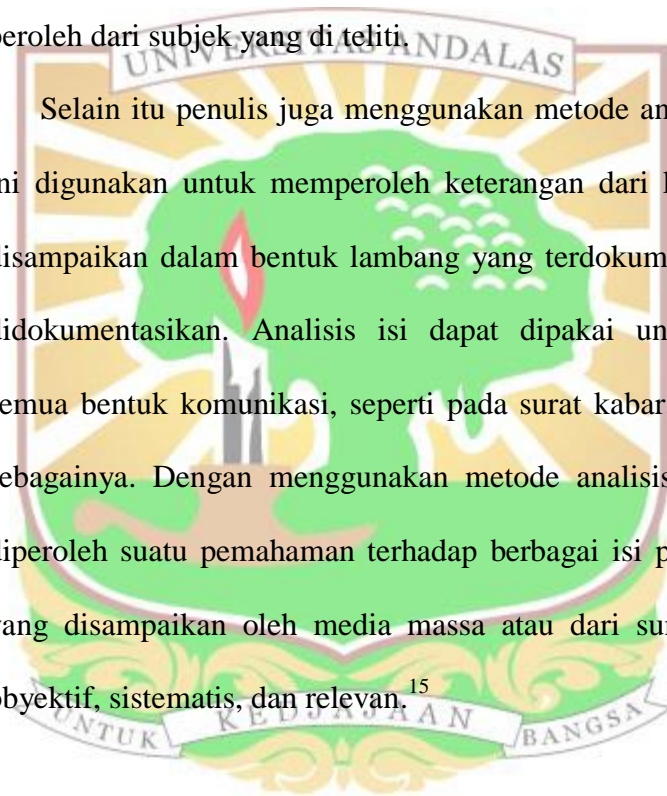 peroleh dari subjek yang di teliti.
UNIVERSITAS ANDALAS
Selain itu penulis juga menggunakan metode an
ni digunakan untuk memperoleh keterangan dari
disampaikan dalam bentuk lambang yang terdokum
didokumentasikan. Analisis isi dapat dipakai un
semua bentuk komunikasi, seperti pada surat kabar
sebagainya. Dengan menggunakan metode analisis
diperoleh suatu pemahaman terhadap berbagai isi p
yang disampaikan oleh media massa atau dari sur
obyektif, sistematis, dan relevan.15
UNTUK KEDJAJAAN BANGSA